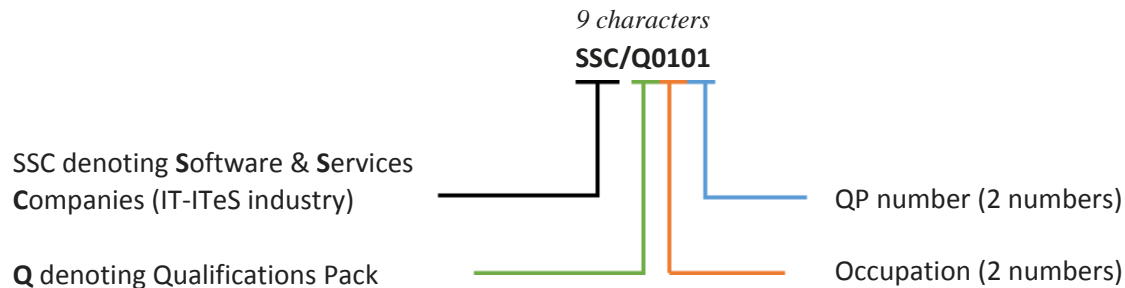 9 characters
SSC/Q0101
SSC denoting Software & Services
Companies (IT-ITeS industry)
QP number (2 numbers)
Q denoting Qualifications Pack
Occupation (2 numbers)